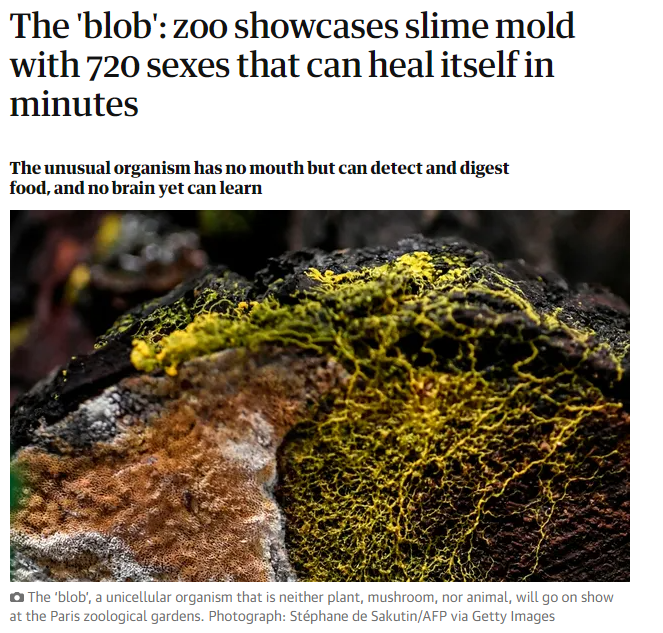 The 'blob': zoo showcases slime mold
with 720 sexes that can heal itself in
minutes
The unusual organism has no mouth but can detect and digest
food, and no brain yet can learn
The 'blob', a unicellular organism that is neither plant, mushroom, nor animal, will go on show
at the Paris zoological gardens. Photograph: Stéphane de Sakutin/AFP via Getty Images